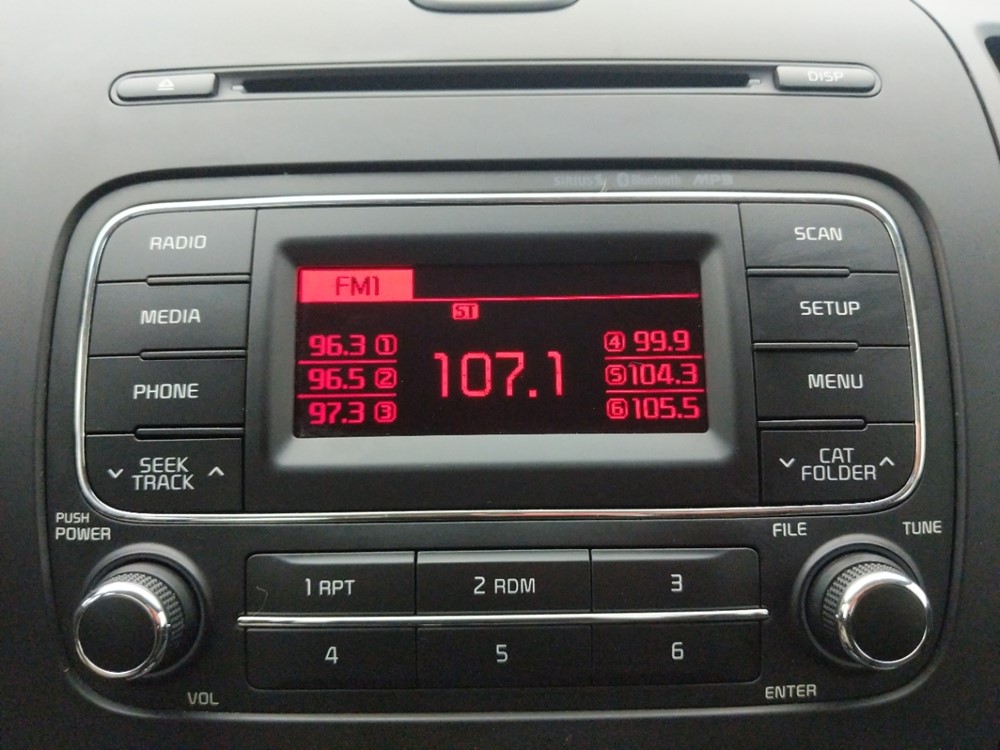 DISP
SIRIUS Bluetooth MP3
RADIO
MEDIA
PHONE
SEEK
TRACK
FM1
ST
96.3 1
96.5 2
97.3 3
107.1
4 99.9
5 104.3
6 105.5
SCAN
SETUP
MENU
CAT
FOLDER
PUSH
POWER
VOL
1 RPT
2 RDM
3
4
5
6
FILE
TUNE
ENTER